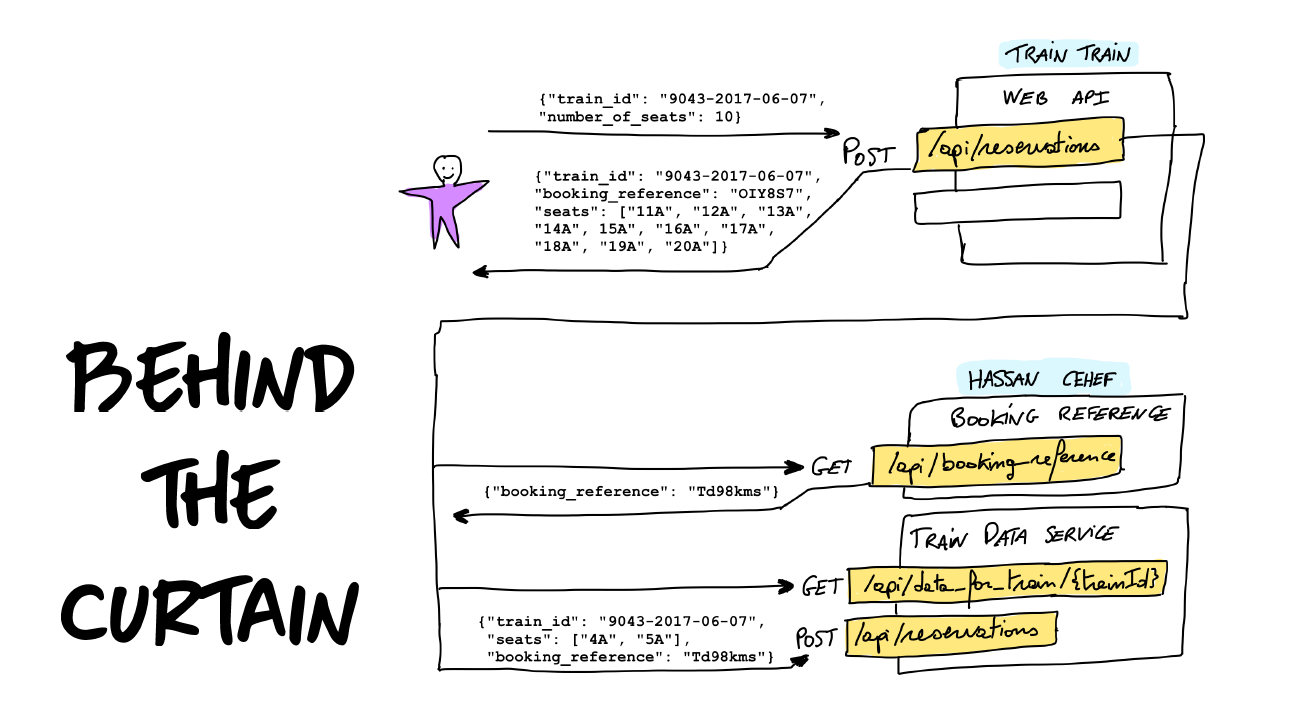 TRAIN TRAIN
WEB API
{"train_id": "9043-2017-06-07",
"number_of_seats": 10}
POST
/api/reservations
{"train_id": "9043-2017-06-07",
"booking_reference": "OIY8S7",
"seats": ["11A", "12A", "13A",
"14A", 15A", "16A", "17A",
"18A", "19A", "20A"]}
BEHIND
THE
CURTAIN
HASSAN CEHEF
BOOKING REFERENCE
GET
/api/booking_reference
{"booking_reference": "Td98kms"}
TRAIN DATA SERVICE
GET
/api/data_for_train/{trainId}
{"train_id": "9043-2017-06-07",
"seats": ["4A", "5A"],
"booking_reference": "Td98kms"}
POST
/api/reservations